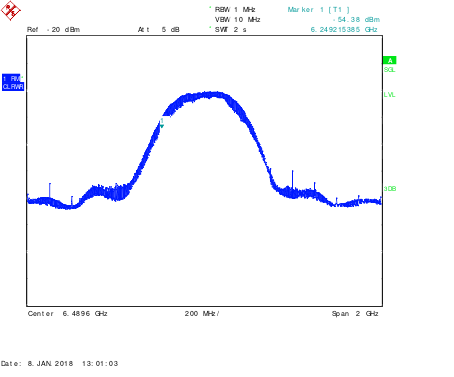 * RBW 1 MHz Marker 1 [T1 ]
VBW 10 MHz -54.38 dBm
Ref -20 dBm Att 5 dB * SWT 2 s 6.249215385 GHz
A
SGL
1 RM*
CLRWR
LVL
3DB
Center 6.4896 GHz 200 MHz/ Span 2 GHz
Date: 8.JAN.2018 13:01:03